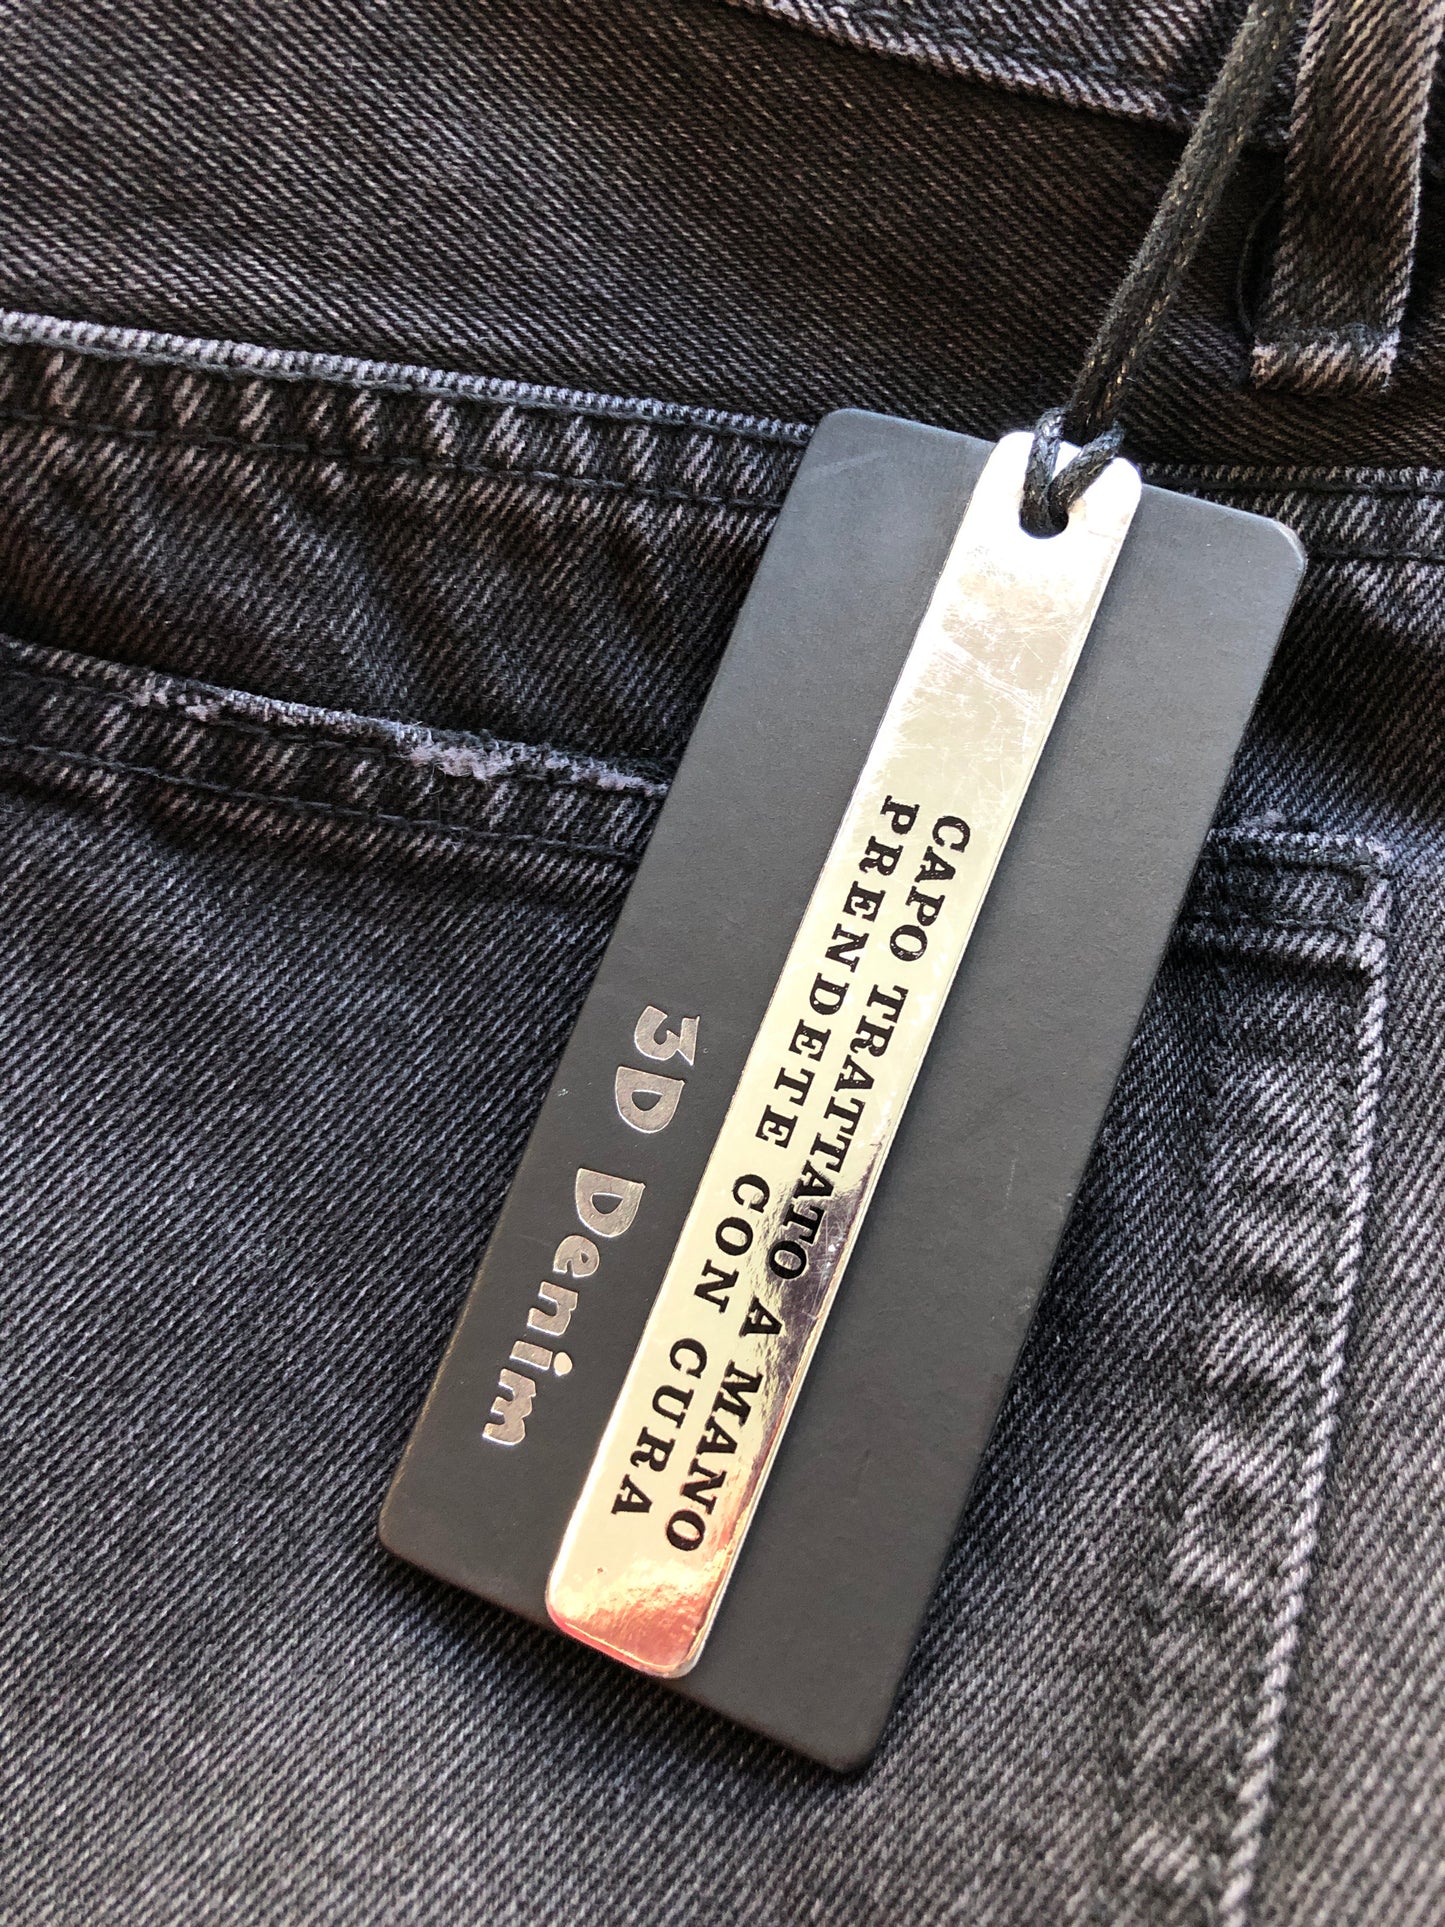 CAPO TRATTATO A MANO
PRENDETE CON CURA
3D Denim